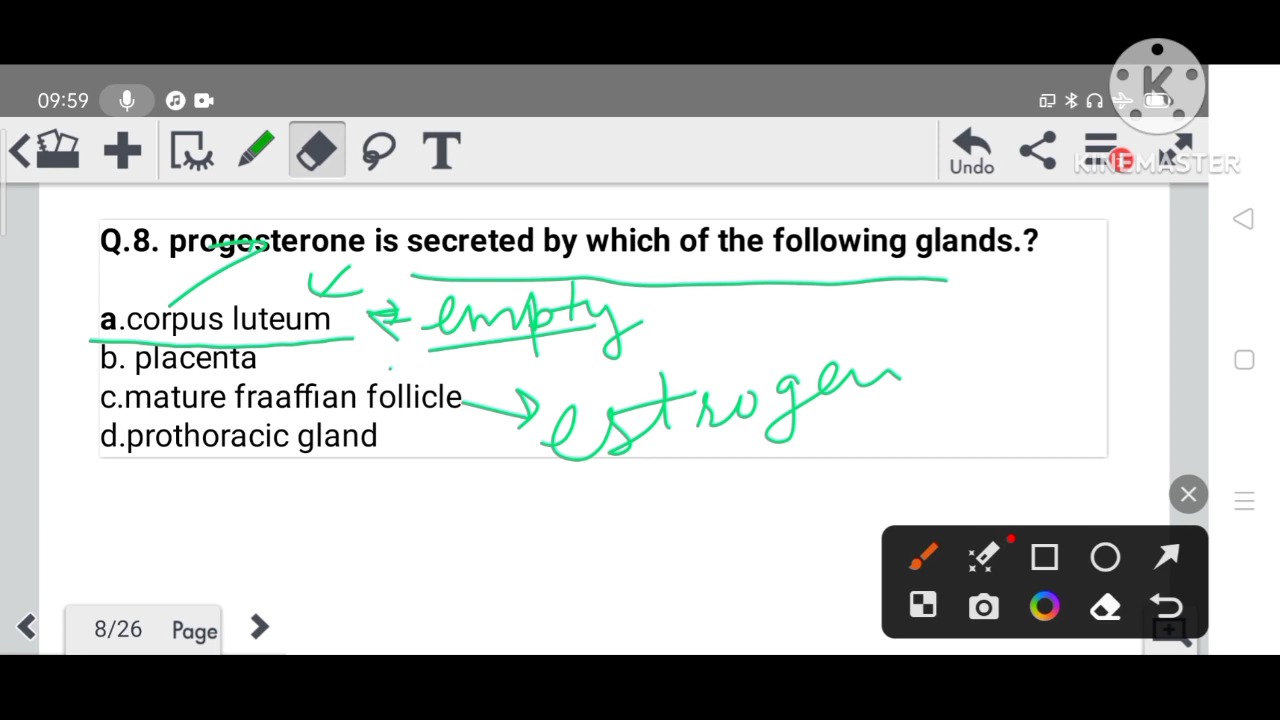 09:59
K
Undo
1
KINEMASTER
Q.8. progesterone is secreted by which of the following glands.?
a.corpus luteum empty
b. placenta
c.mature fraaffian follicle estrogen
d.prothoracic gland
8/26 Page